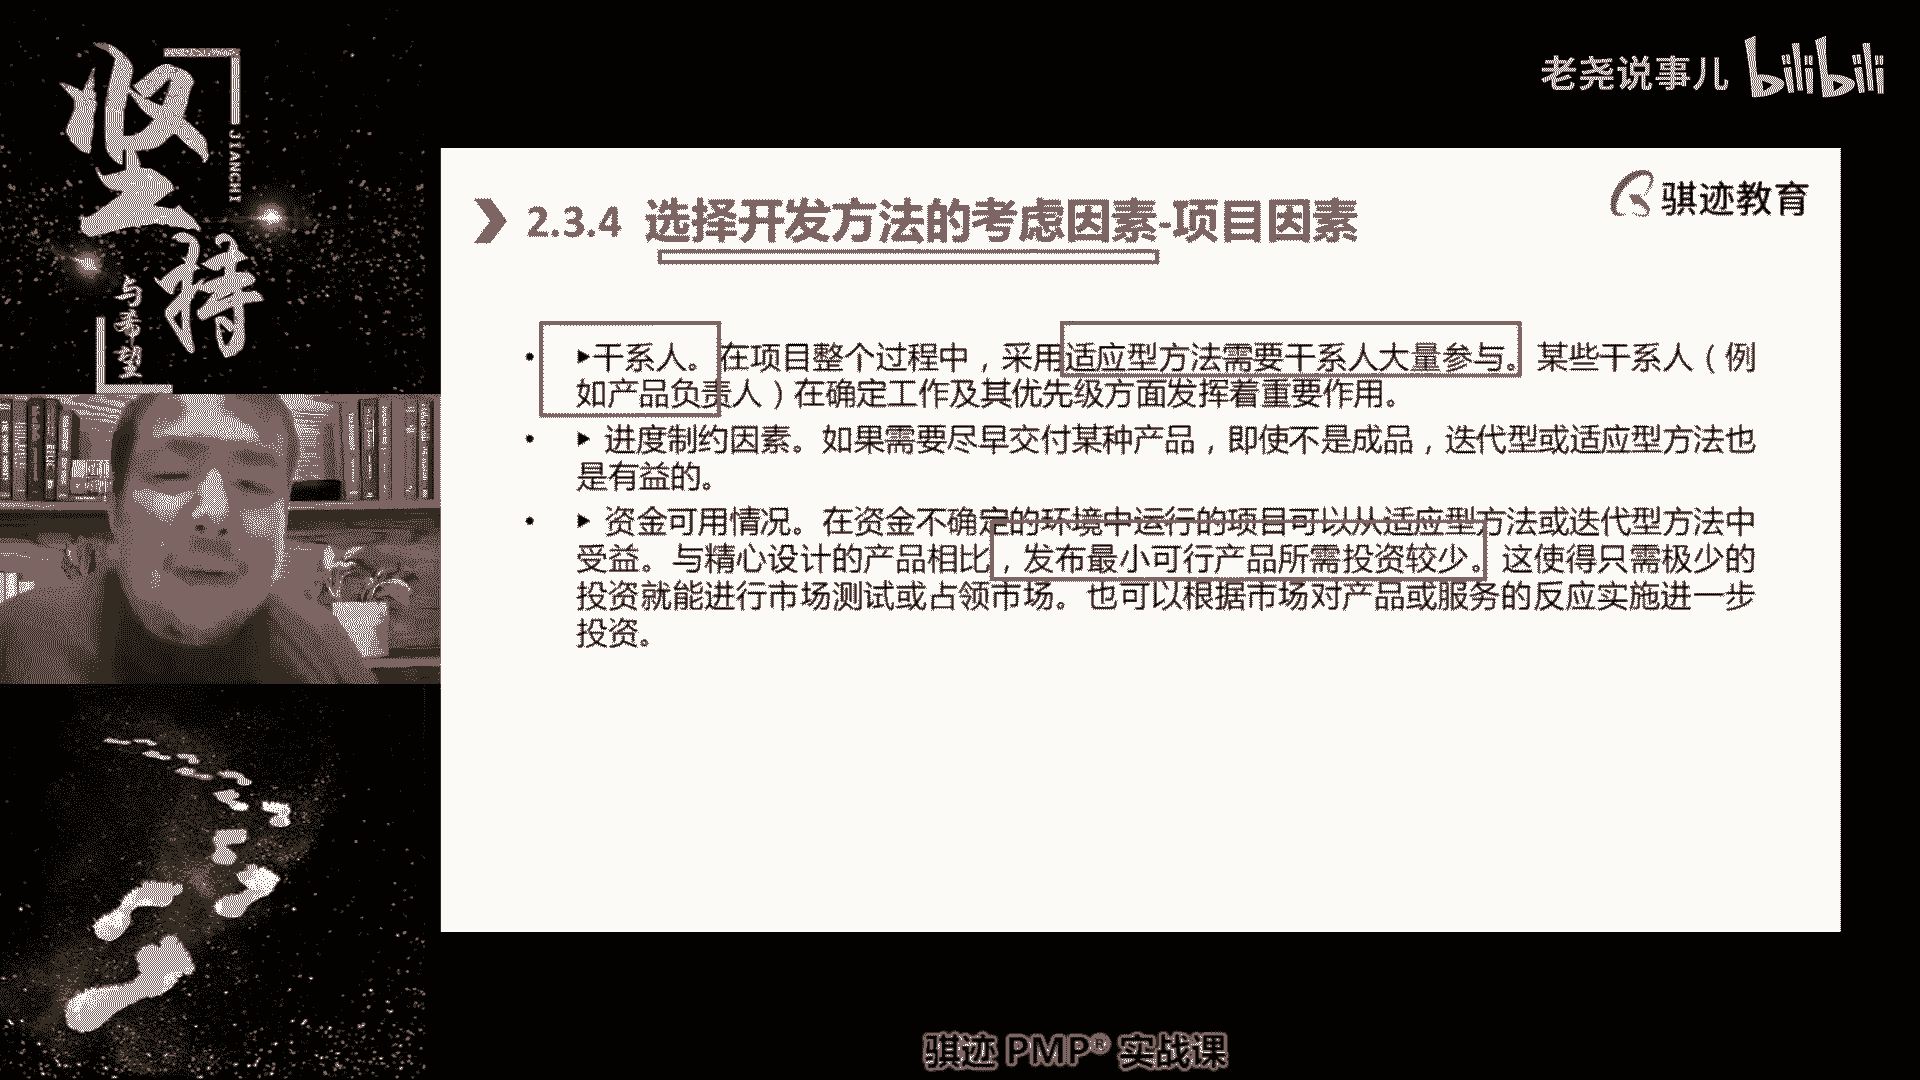 坚持
JIANCHI
与希望
老尧说事儿 bilibili
骐迹教育
2.3.4 选择开发方法的考虑因素-项目因素
• ▶干系人。在项目整个过程中，采用适应型方法需要干系人大量参与。某些干系人（例
如产品负责人）在确定工作及其优先级方面发挥着重要作用。
• ▶ 进度制约因素。如果需要尽早交付某种产品，即使不是成品，迭代型或适应型方法也
是有益的。
• ▶ 资金可用情况。在资金不确定的环境中运行的项目可以从适应型方法或迭代型方法中
受益。与精心设计的产品相比，发布最小可行产品所需投资较少。这使得只需极少的
投资就能进行市场测试或占领市场。也可以根据市场对产品或服务的反应实施进一步
投资。
骐迹 PMP® 实战课